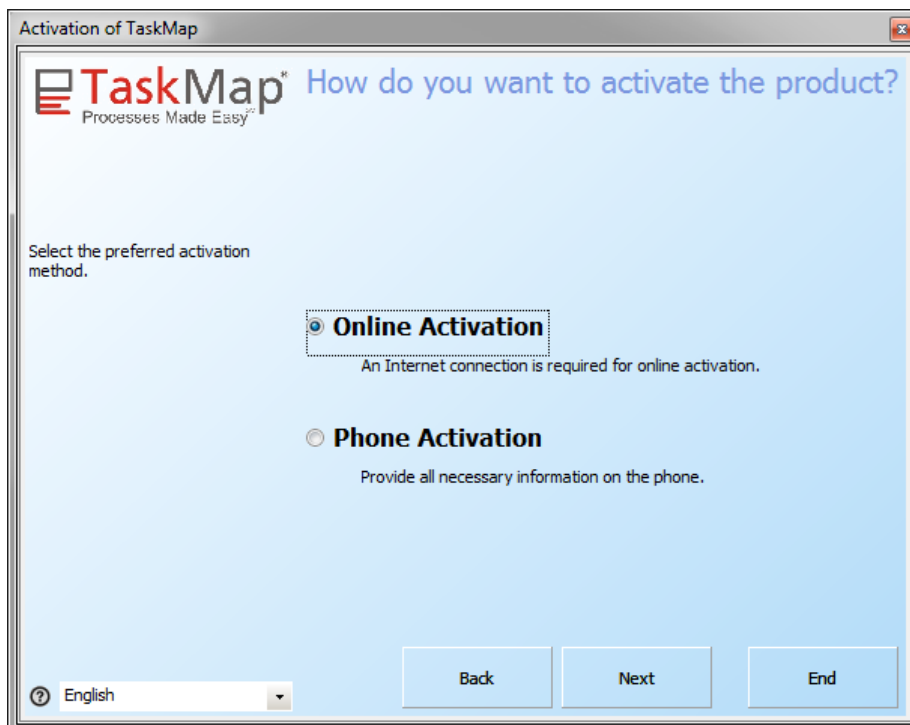 Activation of TaskMap
TaskMap
Processes Made Easy
How do you want to activate the product?
Select the preferred activation
method.
Online Activation
An Internet connection is required for online activation.
Phone Activation
Provide all necessary information on the phone.
Back
Next
End
English